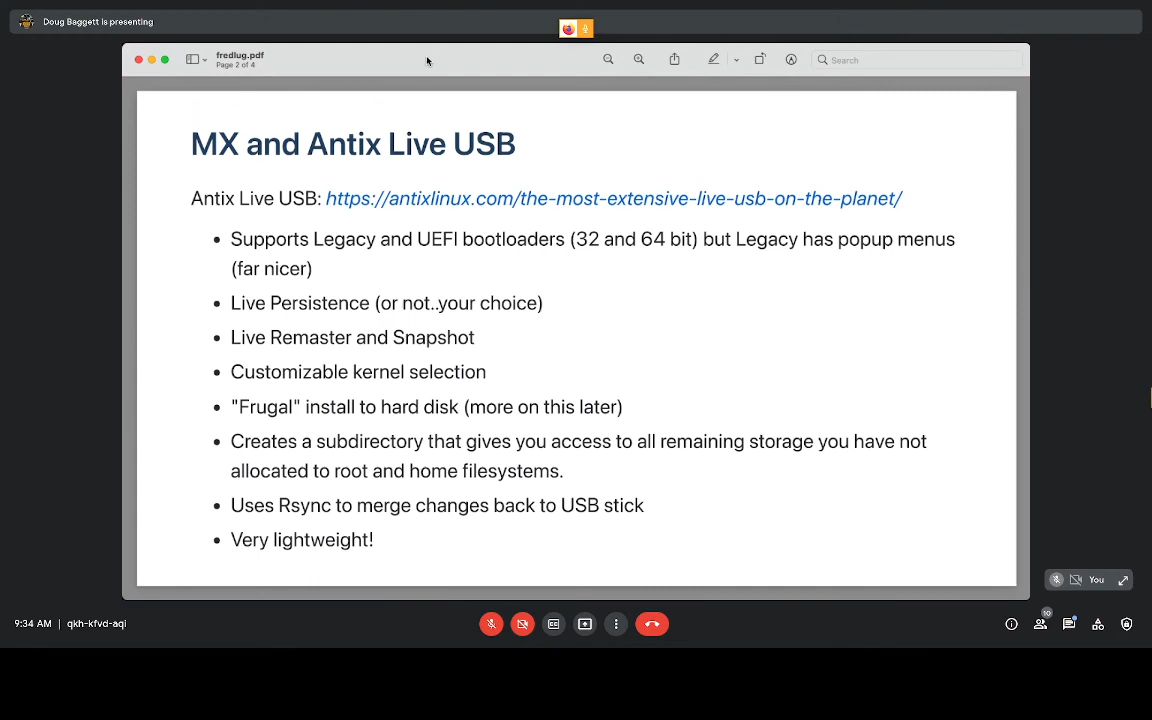 Doug Baggett is presenting
fredlug.pdf
Page 2 of 4
Search
MX and Antix Live USB
Antix Live USB: https://antixlinux.com/the-most-extensive-live-usb-on-the-planet/
• Supports Legacy and UEFI bootloaders (32 and 64 bit) but Legacy has popup menus
(far nicer)
• Live Persistence (or not..your choice)
• Live Remaster and Snapshot
• Customizable kernel selection
• "Frugal" install to hard disk (more on this later)
• Creates a subdirectory that gives you access to all remaining storage you have not
allocated to root and home filesystems.
• Uses Rsync to merge changes back to USB stick
• Very lightweight!
You
9:34 AM | qkh-kfvd-aqi
10